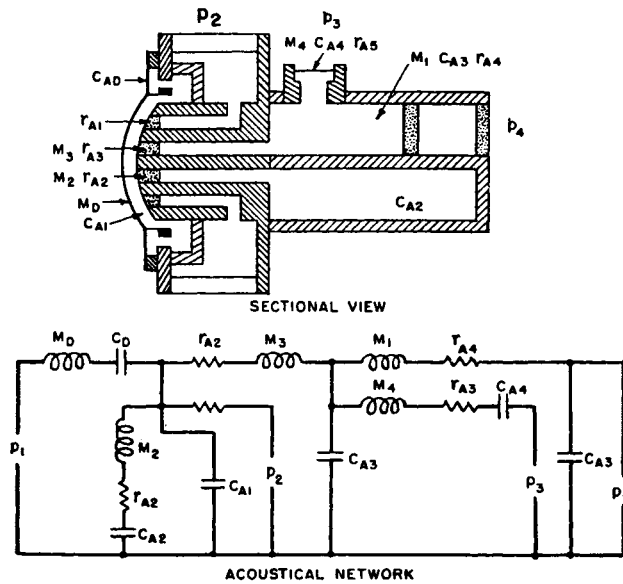 p2
p3
M4 CA4 rA5
M1 CA3 rA4
CAD
rA1
M3 rA3
M2 rA2
MD
CA1
p4
CA2
SECTIONAL VIEW
MD CD rA2 M3 M1 rA4
M4 rA3 CA4
p1
M2
rA2
CA2
CA1
p2
CA3
p3
CA3
p
ACOUSTICAL NETWORK